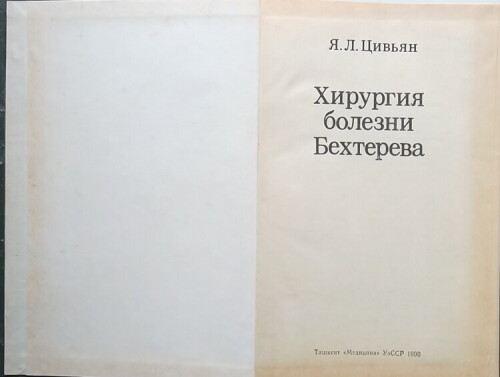 Я. Л. Цивьян
Хирургия
болезни
Бехтерева
Ташкент «Медицина» УзССР 1990